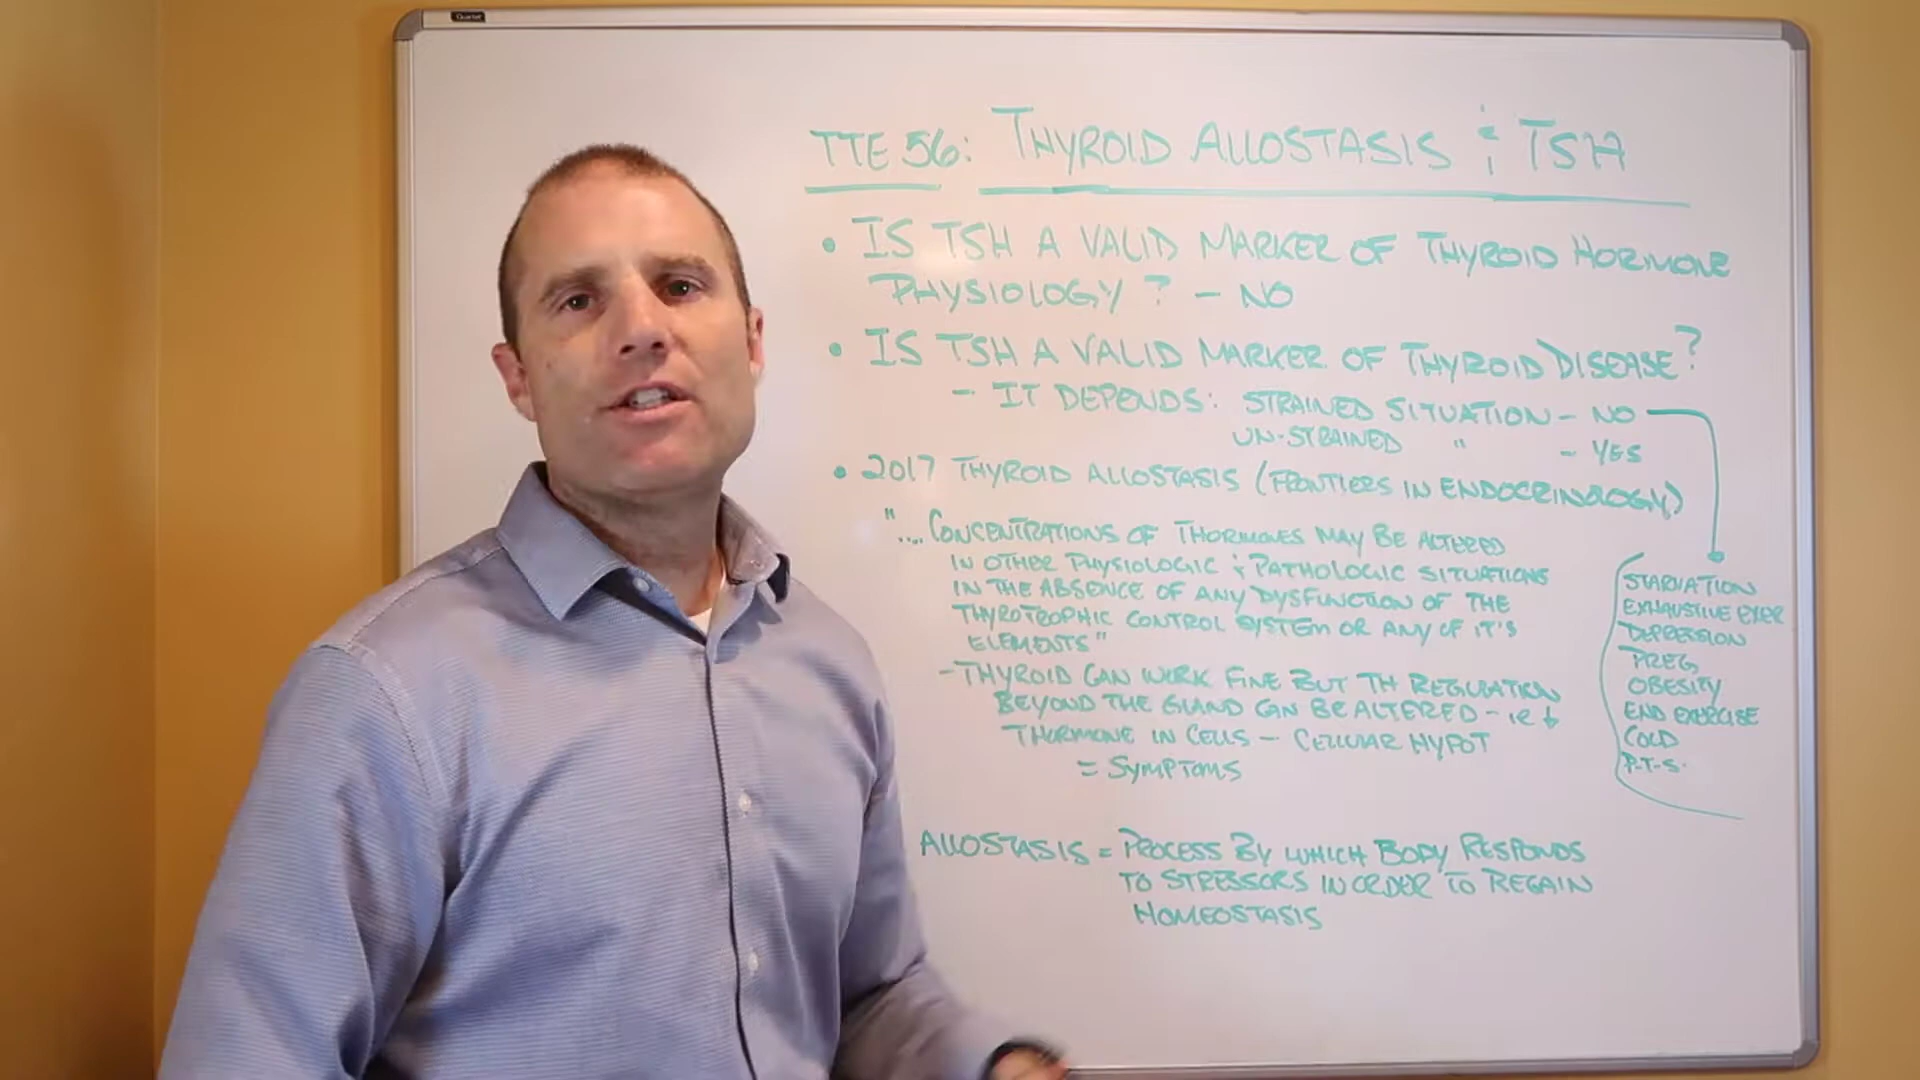 Quartet
TTE 56: THYROID ALLOSTASIS & TSH
• IS TSH A VALID MARKER OF THYROID HORMONE
PHYSIOLOGY? - NO
• IS TSH A VALID MARKER OF THYROID DISEASE?
- IT DEPENDS: STRAINED SITUATION - NO
UN-STRAINED " - YES
• 2017 THYROID ALLOSTASIS (FRONTIERS IN ENDOCRINOLOGY)
"... CONCENTRATIONS OF THORMONES MAY BE ALTERED
IN OTHER PHYSIOLOGIC & PATHOLOGIC SITUATIONS
IN THE ABSENCE OF ANY DYSFUNCTION OF THE
THYROTROPHIC CONTROL SYSTEM OR ANY OF IT'S
ELEMENTS"
- THYROID CAN WORK FINE BUT TH REGULATION
BEYOND THE GLAND CAN BE ALTERED - IE ↓
THORMONE IN CELLS - CELLULAR HYPOT
= SYMPTOMS
STARVATION
EXHAUSTIVE EXER
DEPRESSION
PREG
OBESITY
END EXERCISE
COLD
P.T.S.
ALLOSTASIS = PROCESS BY WHICH BODY RESPONDS
TO STRESSORS IN ORDER TO REGAIN
HOMEOSTASIS